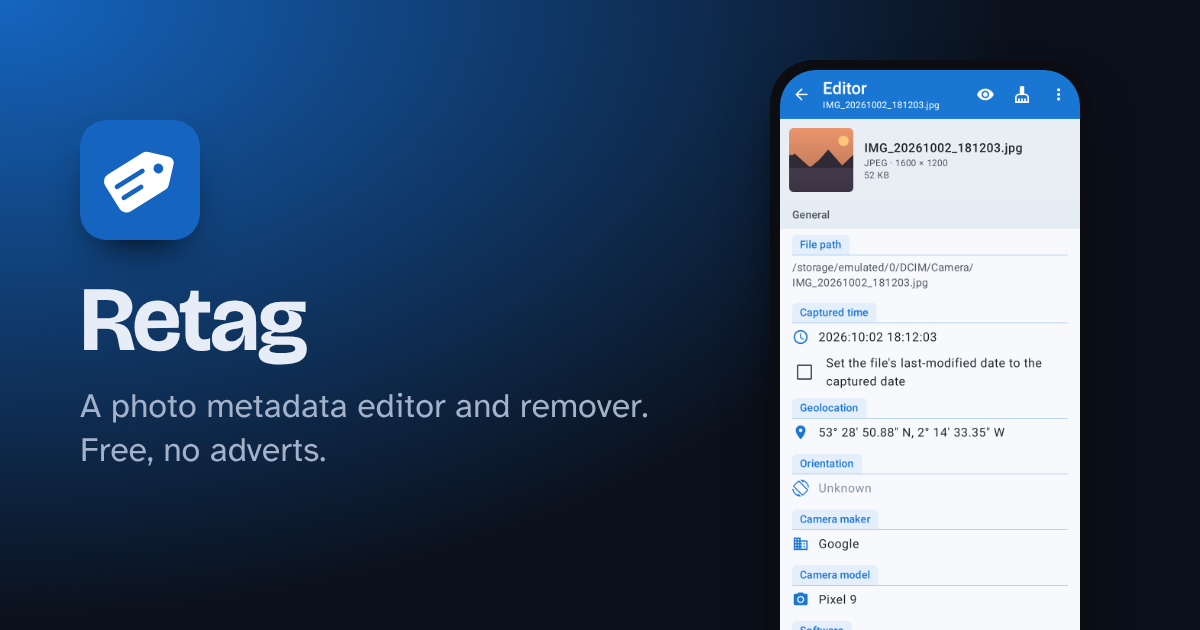 Retag
A photo metadata editor and remover.
Free, no adverts.
Editor
IMG_20261002_181203.jpg
IMG_20261002_181203.jpg
JPEG · 1600 × 1200
52 KB
General
File path
/storage/emulated/0/DCIM/Camera/
IMG_20261002_181203.jpg
Captured time
2026:10:02 18:12:03
Set the file's last-modified date to the
captured date
Geolocation
53° 28' 50.88" N, 2° 14' 33.35" W
Orientation
Unknown
Camera maker
Google
Camera model
Pixel 9
Software